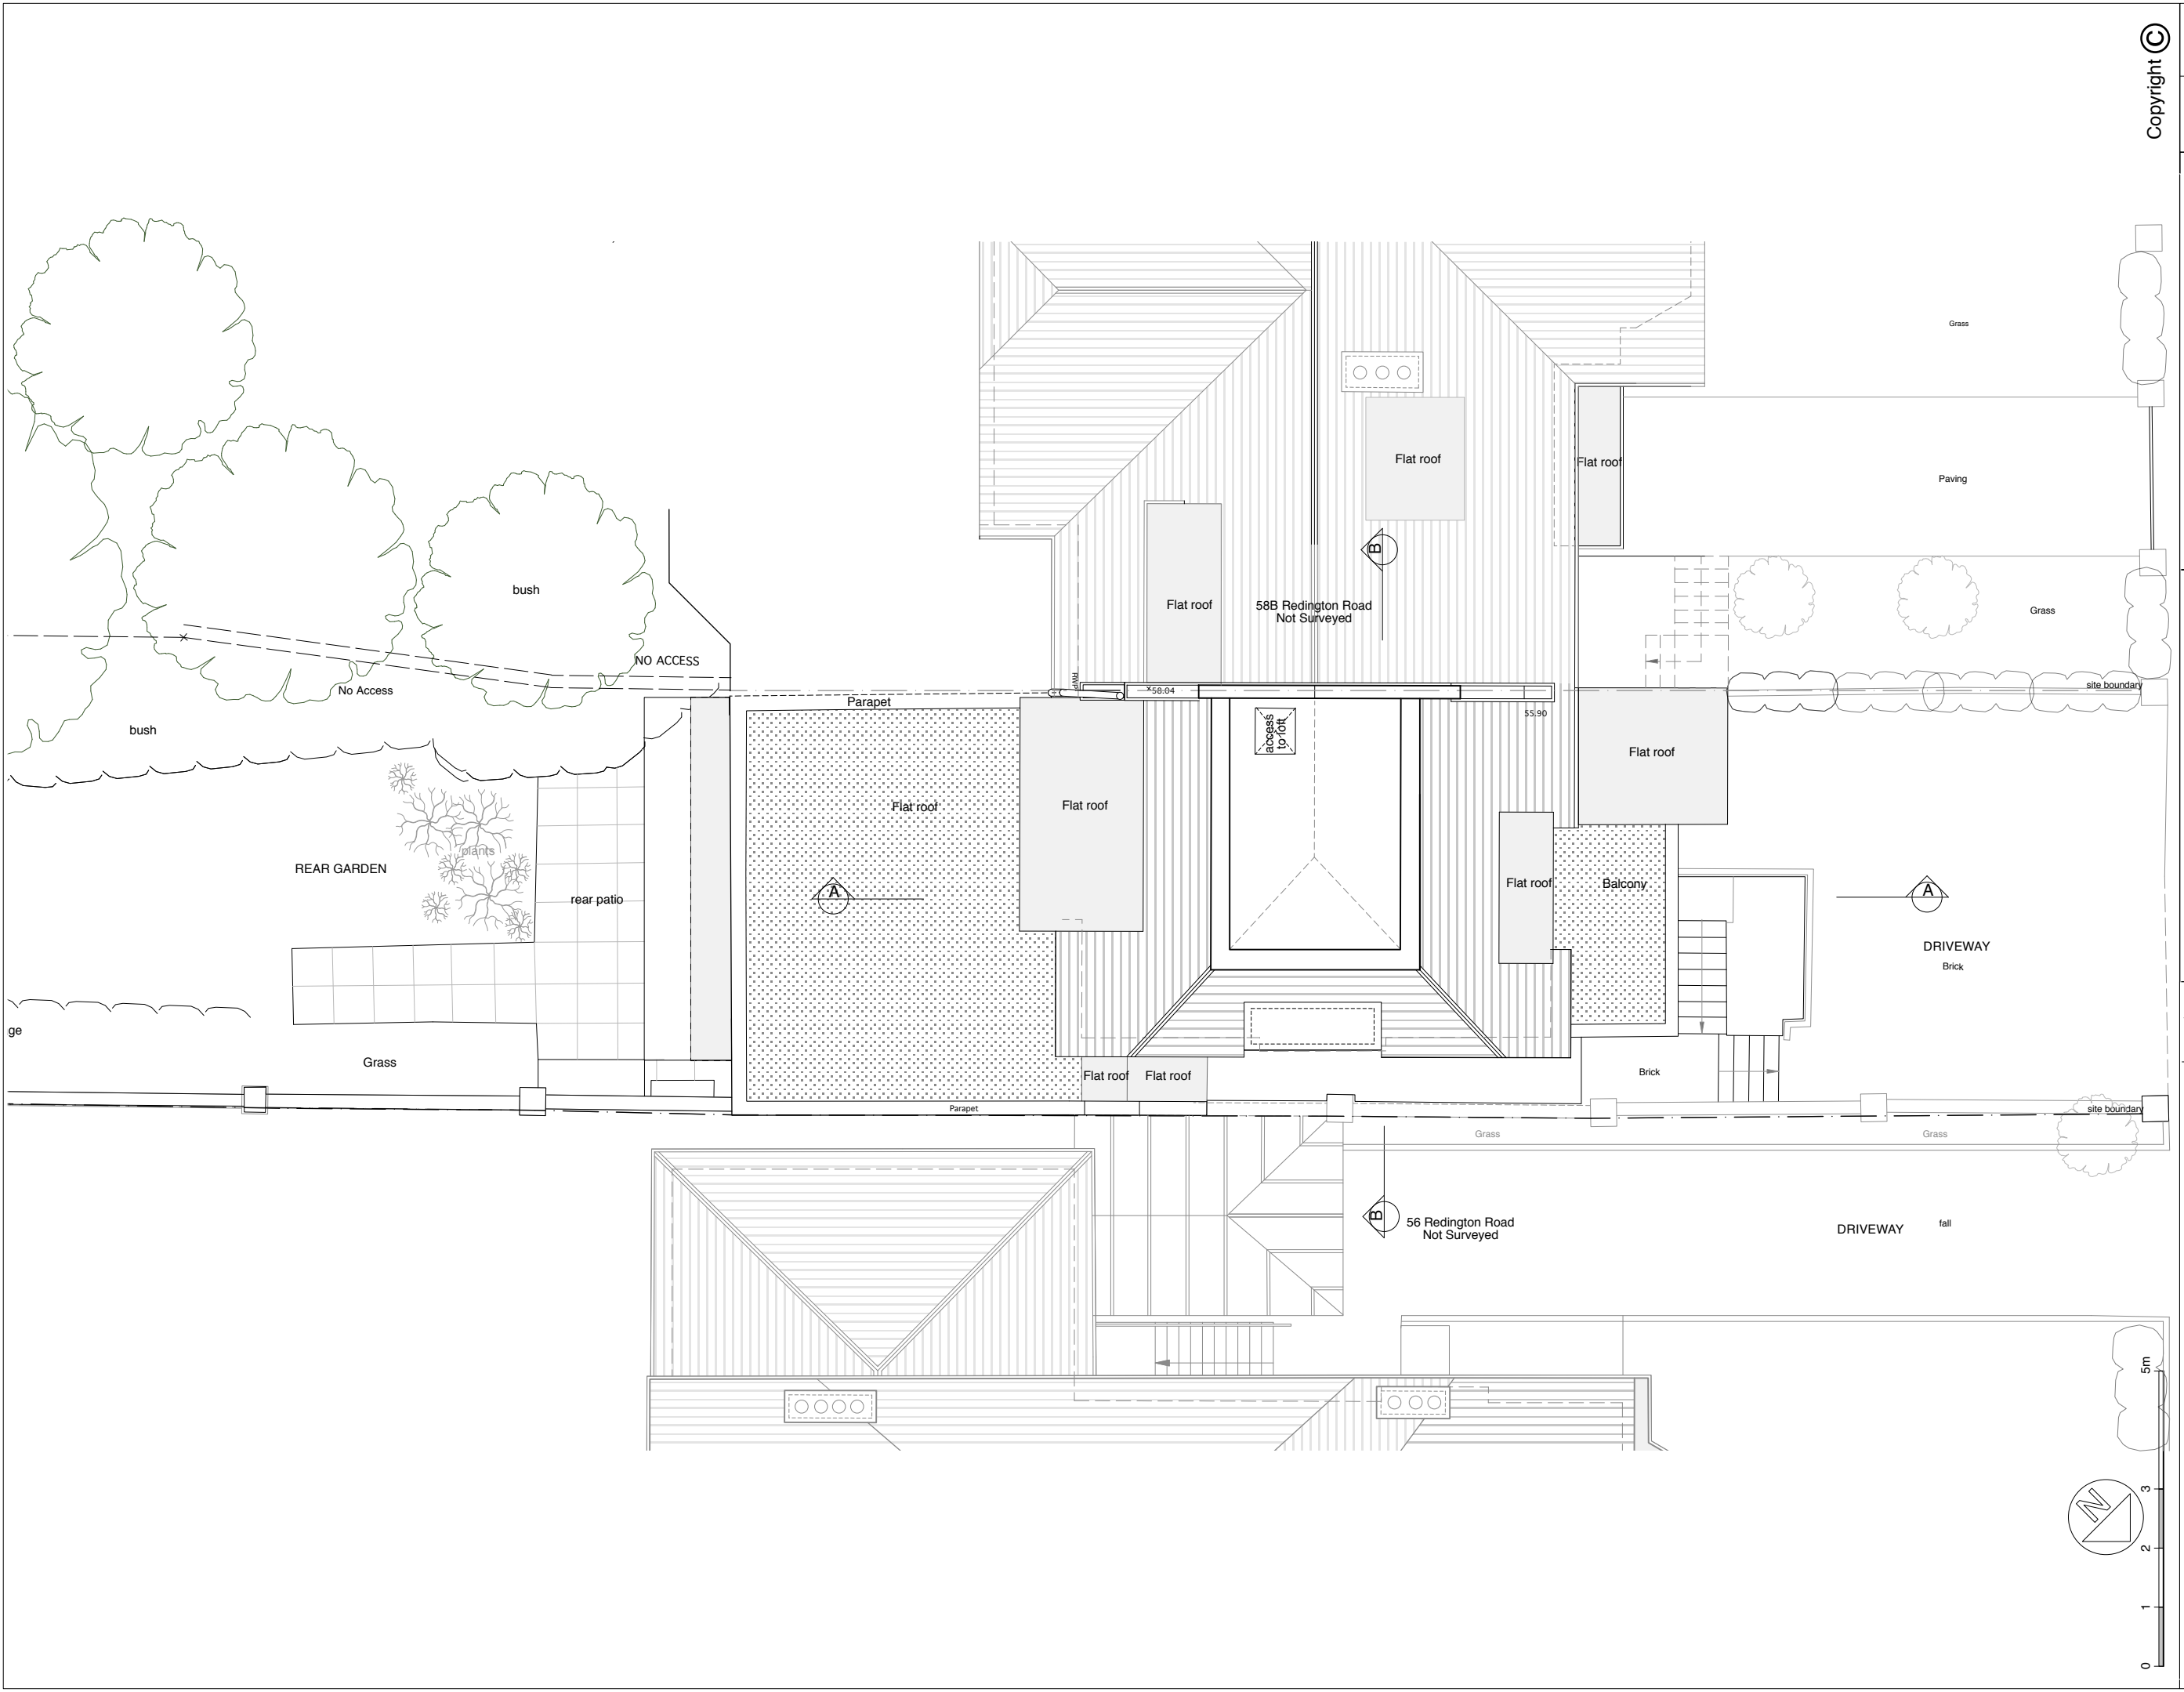 Copyright ©
Grass
Flat roof
Flat roof
Paving
B
bush
Flat roof
58B Redington Road
Not Surveyed
Grass
NO ACCESS
No Access
RWP
58.04
site boundary
Parapet
55.90
bush
access
to loft
Flat roof
Flat roof
Flat roof
plants
REAR GARDEN
rear patio
A
Flat roof
Balcony
A
DRIVEWAY
Brick
ge
Grass
Flat roof
Flat roof
Brick
Parapet
site boundary
Grass
Grass
B
56 Redington Road
Not Surveyed
DRIVEWAY
fall
N
0 1 2 3 5m